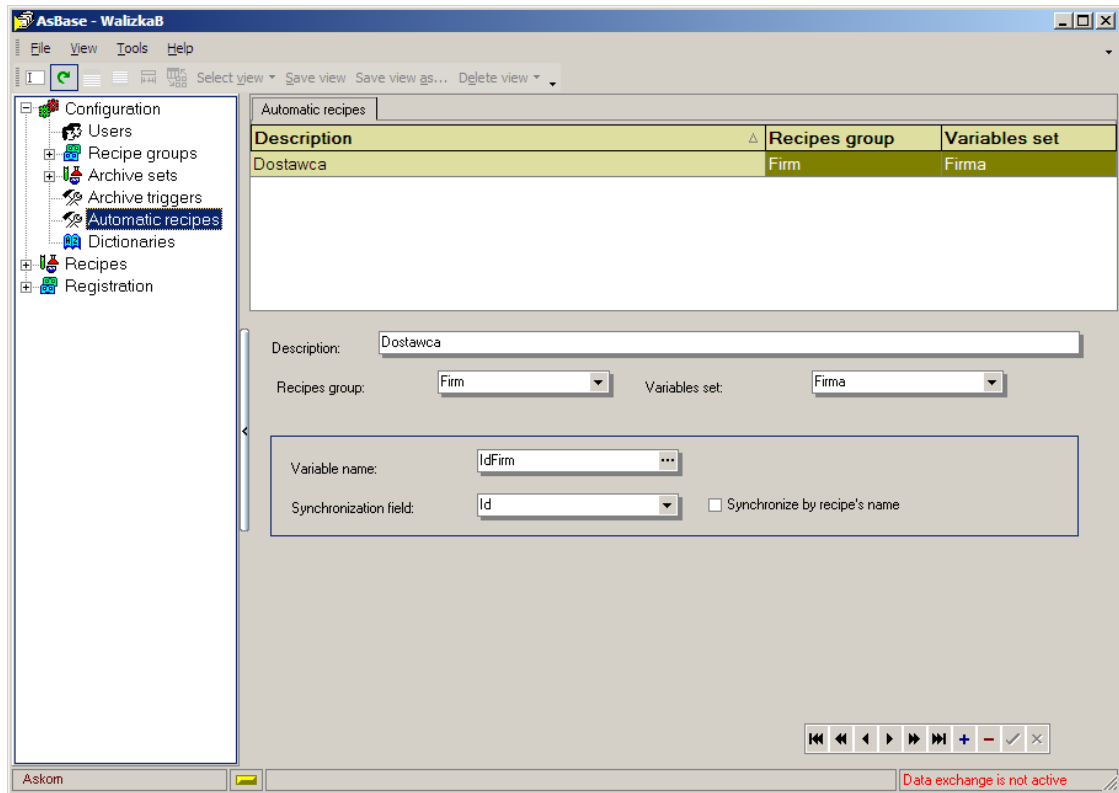 AsBase - WalizkaB
File View Tools Help
Select view Save view Save view as... Delete view
Configuration
Users
Recipe groups
Archive sets
Archive triggers
Automatic recipes
Dictionaries
Recipes
Registration
Automatic recipes
Description Recipes group Variables set
Dostawca Firm Firma
Description: Dostawca
Recipes group: Firm Variables set: Firma
Variable name: IdFirm ...
Synchronization field: Id Synchronize by recipe's name
Askom Data exchange is not active